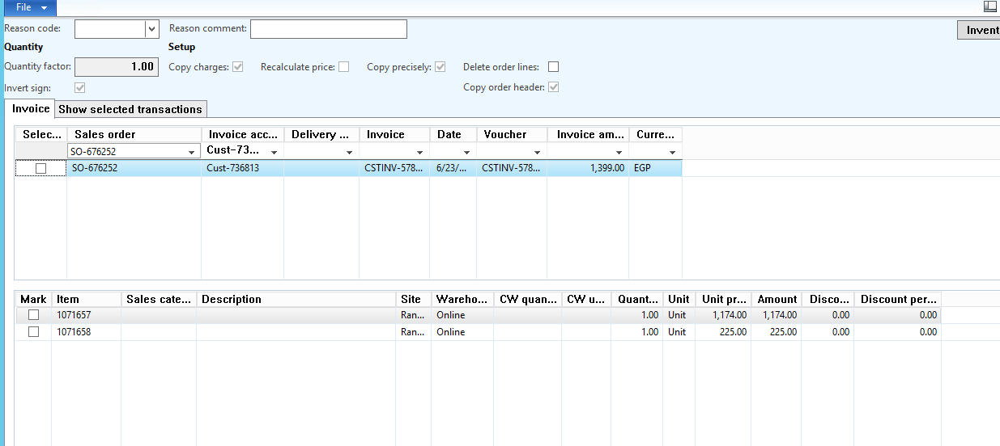 File
Reason code: Reason comment: Invent
Quantity Setup
Quantity factor: 1.00 Copy charges: Recalculate price: Copy precisely: Delete order lines:
Invert sign: Copy order header:
Invoice Show selected transactions
Selec... Sales order Invoice acc... Delivery ... Invoice Date Voucher Invoice am... Curre...
SO-676252 Cust-73...
SO-676252 Cust-736813 CSTINV-578... 6/23/... CSTINV-578... 1,399.00 EGP
Mark Item Sales cate... Description Site Wareho... CW quan... CW u... Quant... Unit Unit pr... Amount Disco... Discount per...
1071657 Ran... Online 1.00 Unit 1,174.00 1,174.00 0.00 0.00
1071658 Ran... Online 1.00 Unit 225.00 225.00 0.00 0.00